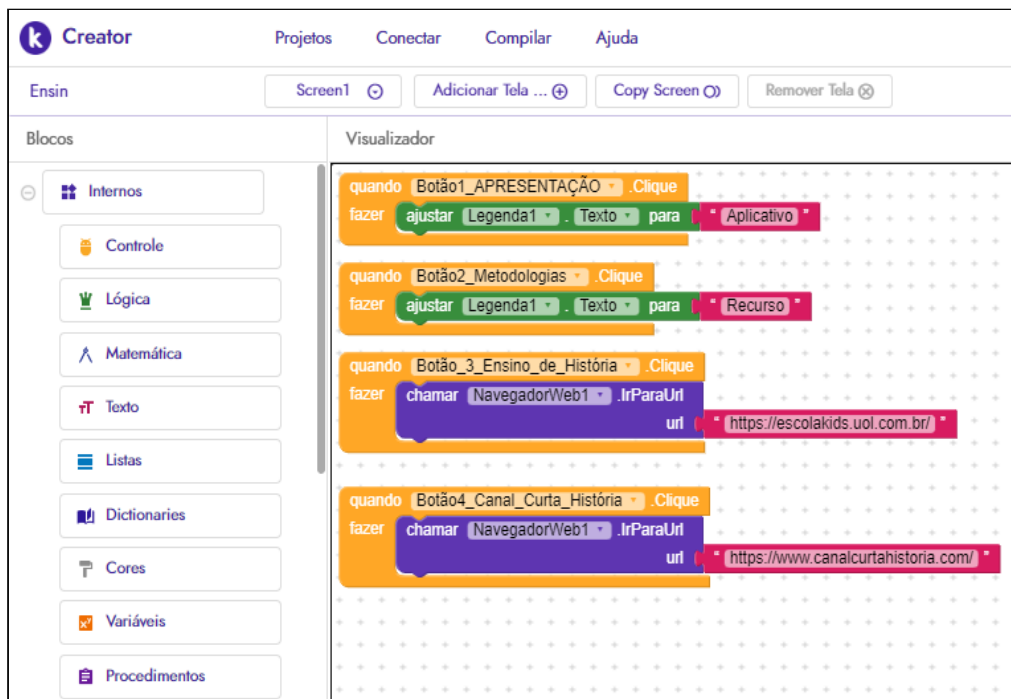 k Creator Projetos Conectar Compilar Ajuda
Ensin Screen1 Adicionar Tela ... Copy Screen Remover Tela
Blocos Visualizador
Internos
Controle
Lógica
Matemática
Texto
Listas
Dictionaries
Cores
Variáveis
Procedimentos
quando Botão1_APRESENTAÇÃO .Clique
fazer ajustar Legenda1 . Texto para " Aplicativo "
quando Botão2_Metodologias .Clique
fazer ajustar Legenda1 . Texto para " Recurso "
quando Botão_3_Ensino_de_História .Clique
fazer chamar NavegadorWeb1 .IrParaUrl
url " https://escolakids.uol.com.br/ "
quando Botão4_Canal_Curta_História .Clique
fazer chamar NavegadorWeb1 .IrParaUrl
url " https://www.canalcurtahistoria.com/ "